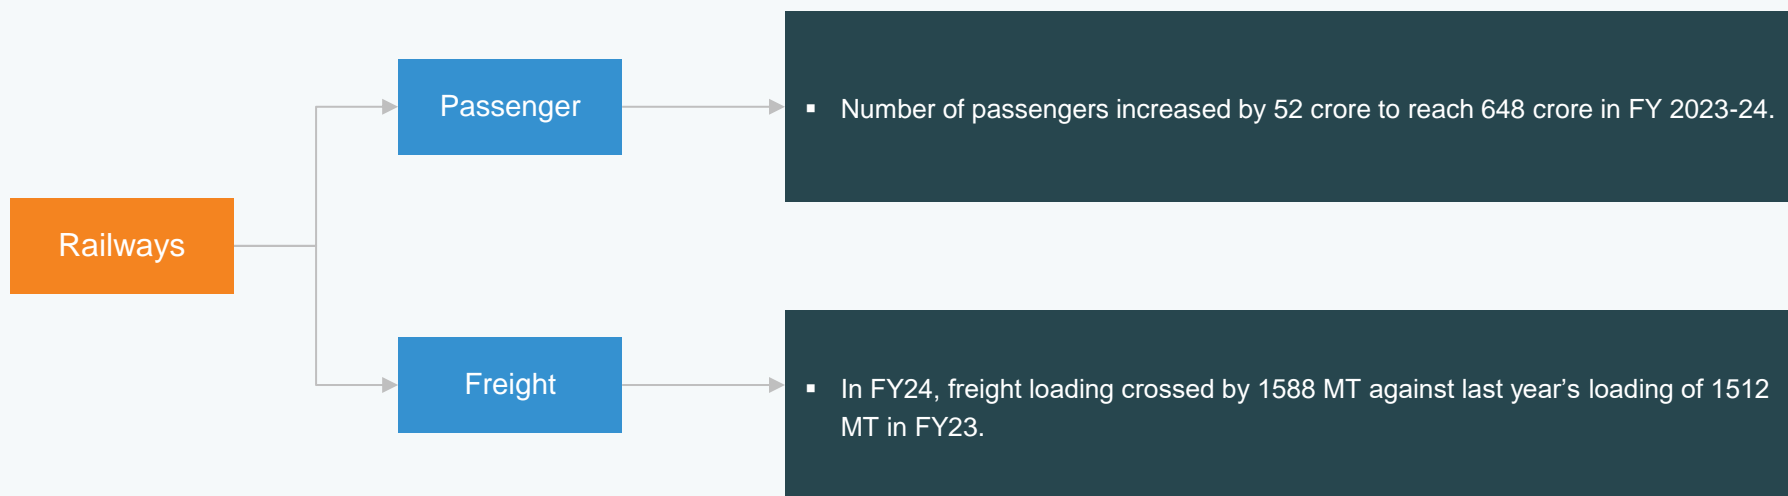 Passenger
▪ Number of passengers increased by 52 crore to reach 648 crore in FY 2023-24.
Railways
Freight
▪ In FY24, freight loading crossed by 1588 MT against last year’s loading of 1512
MT in FY23.